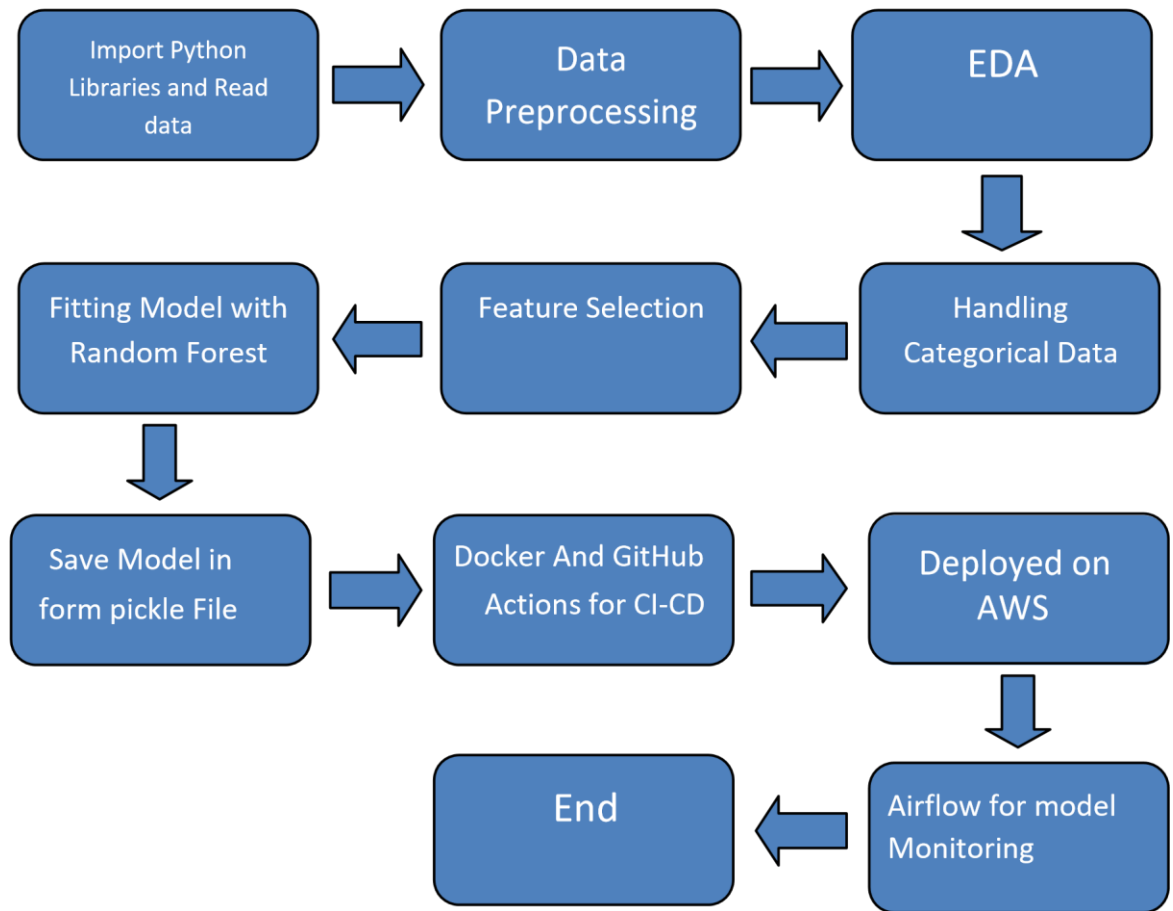 Import Python
Libraries and Read
data
Data
Preprocessing
EDA
Handling
Categorical Data
Feature Selection
Fitting Model with
Random Forest
Save Model in
form pickle File
Docker And GitHub
Actions for CI-CD
Deployed on
AWS
Airflow for model
Monitoring
End